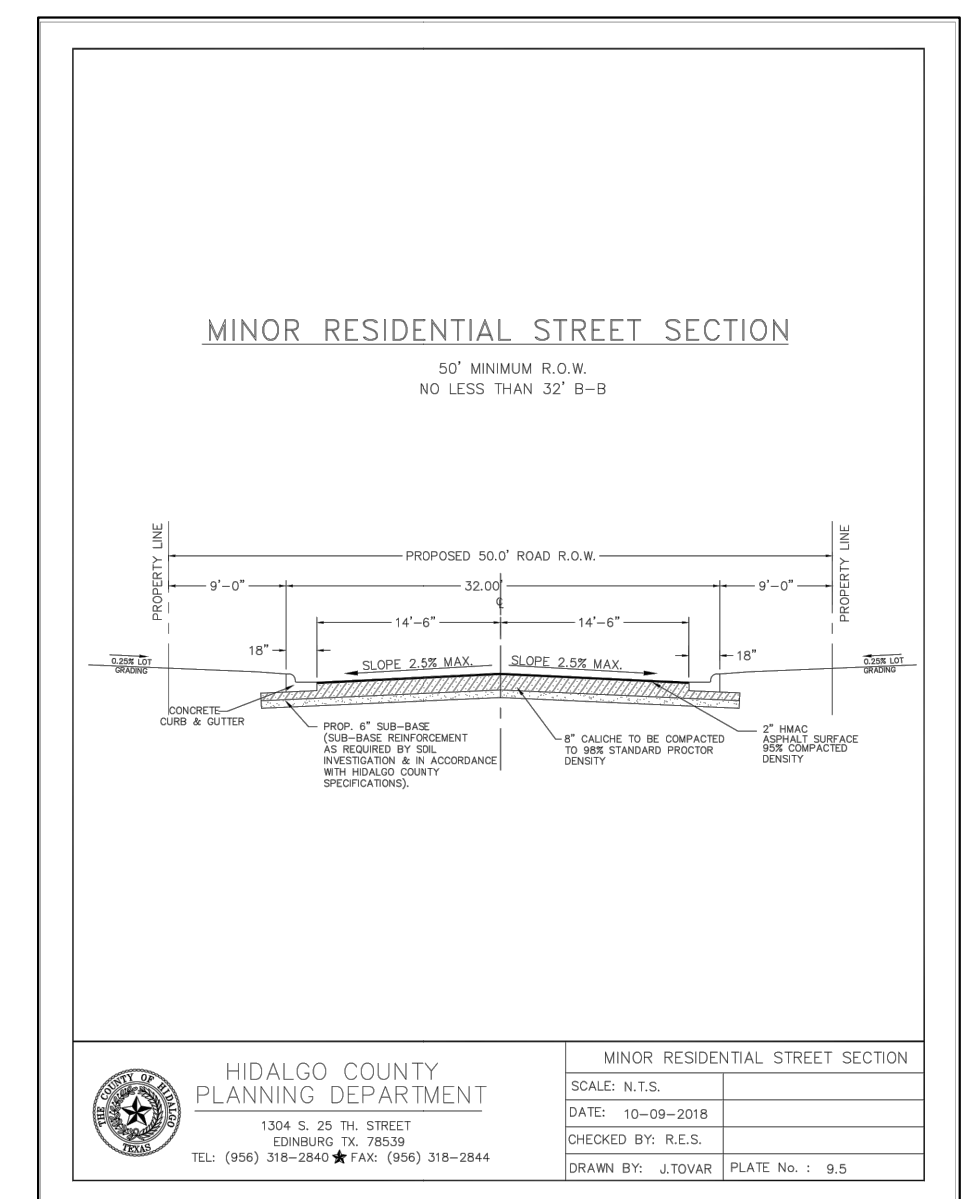 MINOR RESIDENTIAL STREET SECTION
50' MINIMUM R.O.W.
NO LESS THAN 32' B-B
PROPERTY LINE
PROPERTY LINE
PROPOSED 50.0' ROAD R.O.W.
9'-0"
32.00'
9'-0"
℄
14'-6"
14'-6"
18"
18"
SLOPE 2.5% MAX.
SLOPE 2.5% MAX.
0.25% LOT
GRADING
0.25% LOT
GRADING
CONCRETE
CURB & GUTTER
PROP. 6" SUB-BASE
(SUB-BASE REINFORCEMENT
AS REQUIRED BY SOIL
INVESTIGATION & IN ACCORDANCE
WITH HIDALGO COUNTY
SPECIFICATIONS).
8" CALICHE TO BE COMPACTED
TO 98% STANDARD PROCTOR
DENSITY
2" HMAC
ASPHALT SURFACE
95% COMPACTED
DENSITY
THE COUNTY OF HIDALGO
TEXAS
HIDALGO COUNTY
PLANNING DEPARTMENT
1304 S. 25 TH. STREET
EDINBURG TX. 78539
TEL: (956) 318-2840 ★ FAX: (956) 318-2844
MINOR RESIDENTIAL STREET SECTION
SCALE: N.T.S.
DATE: 10-09-2018
CHECKED BY: R.E.S.
DRAWN BY: J.TOVAR
PLATE No. : 9.5